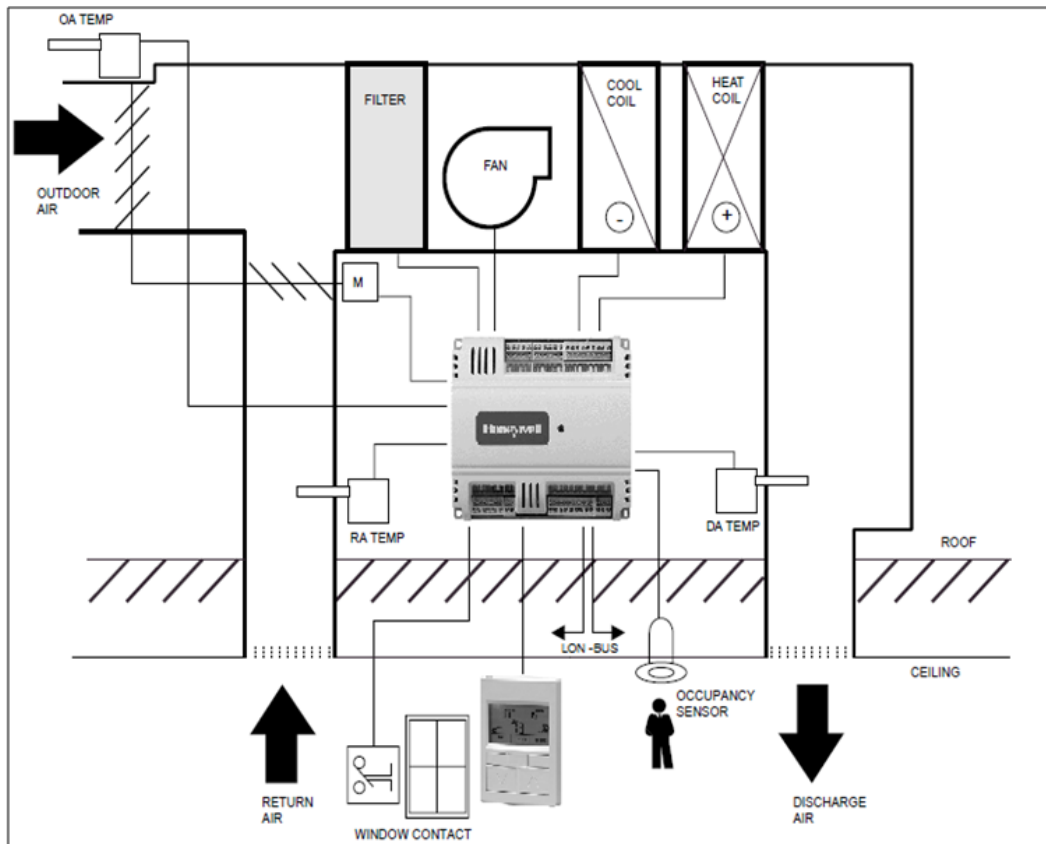 OA TEMP
FILTER
COOL
COIL
HEAT
COIL
FAN
-
+
OUTDOOR
AIR
M
Honeywell
RA TEMP
DA TEMP
ROOF
LON -BUS
CEILING
OCCUPANCY
SENSOR
RETURN
AIR
WINDOW CONTACT
DISCHARGE
AIR